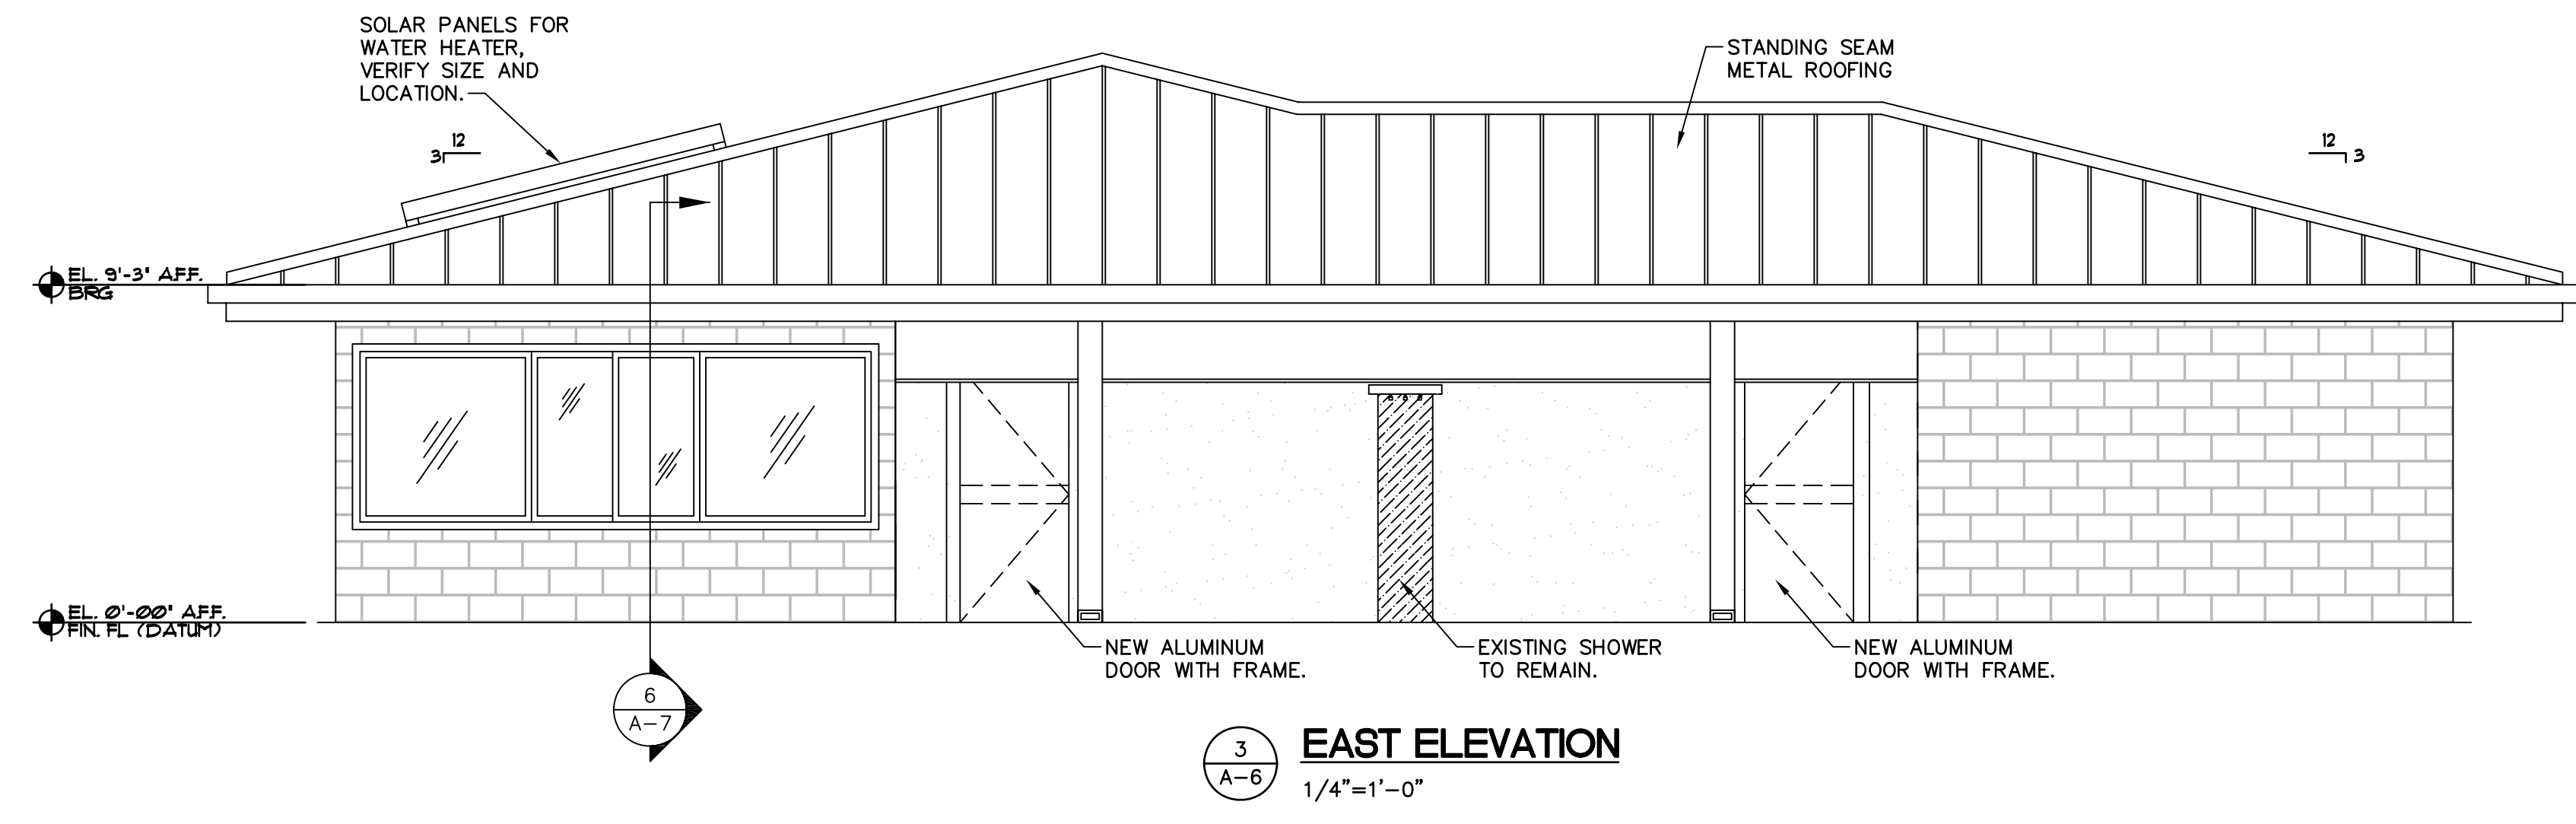 SOLAR PANELS FOR
WATER HEATER,
VERIFY SIZE AND
LOCATION.
STANDING SEAM
METAL ROOFING
12
3
12
3
EL. 9'-3" A.F.F.
BRG
EL. 0'-00" A.F.F.
FIN. FL (DATUM)
NEW ALUMINUM
DOOR WITH FRAME.
EXISTING SHOWER
TO REMAIN.
NEW ALUMINUM
DOOR WITH FRAME.
6
A-7
3
A-6
EAST ELEVATION
1/4"=1'-0"